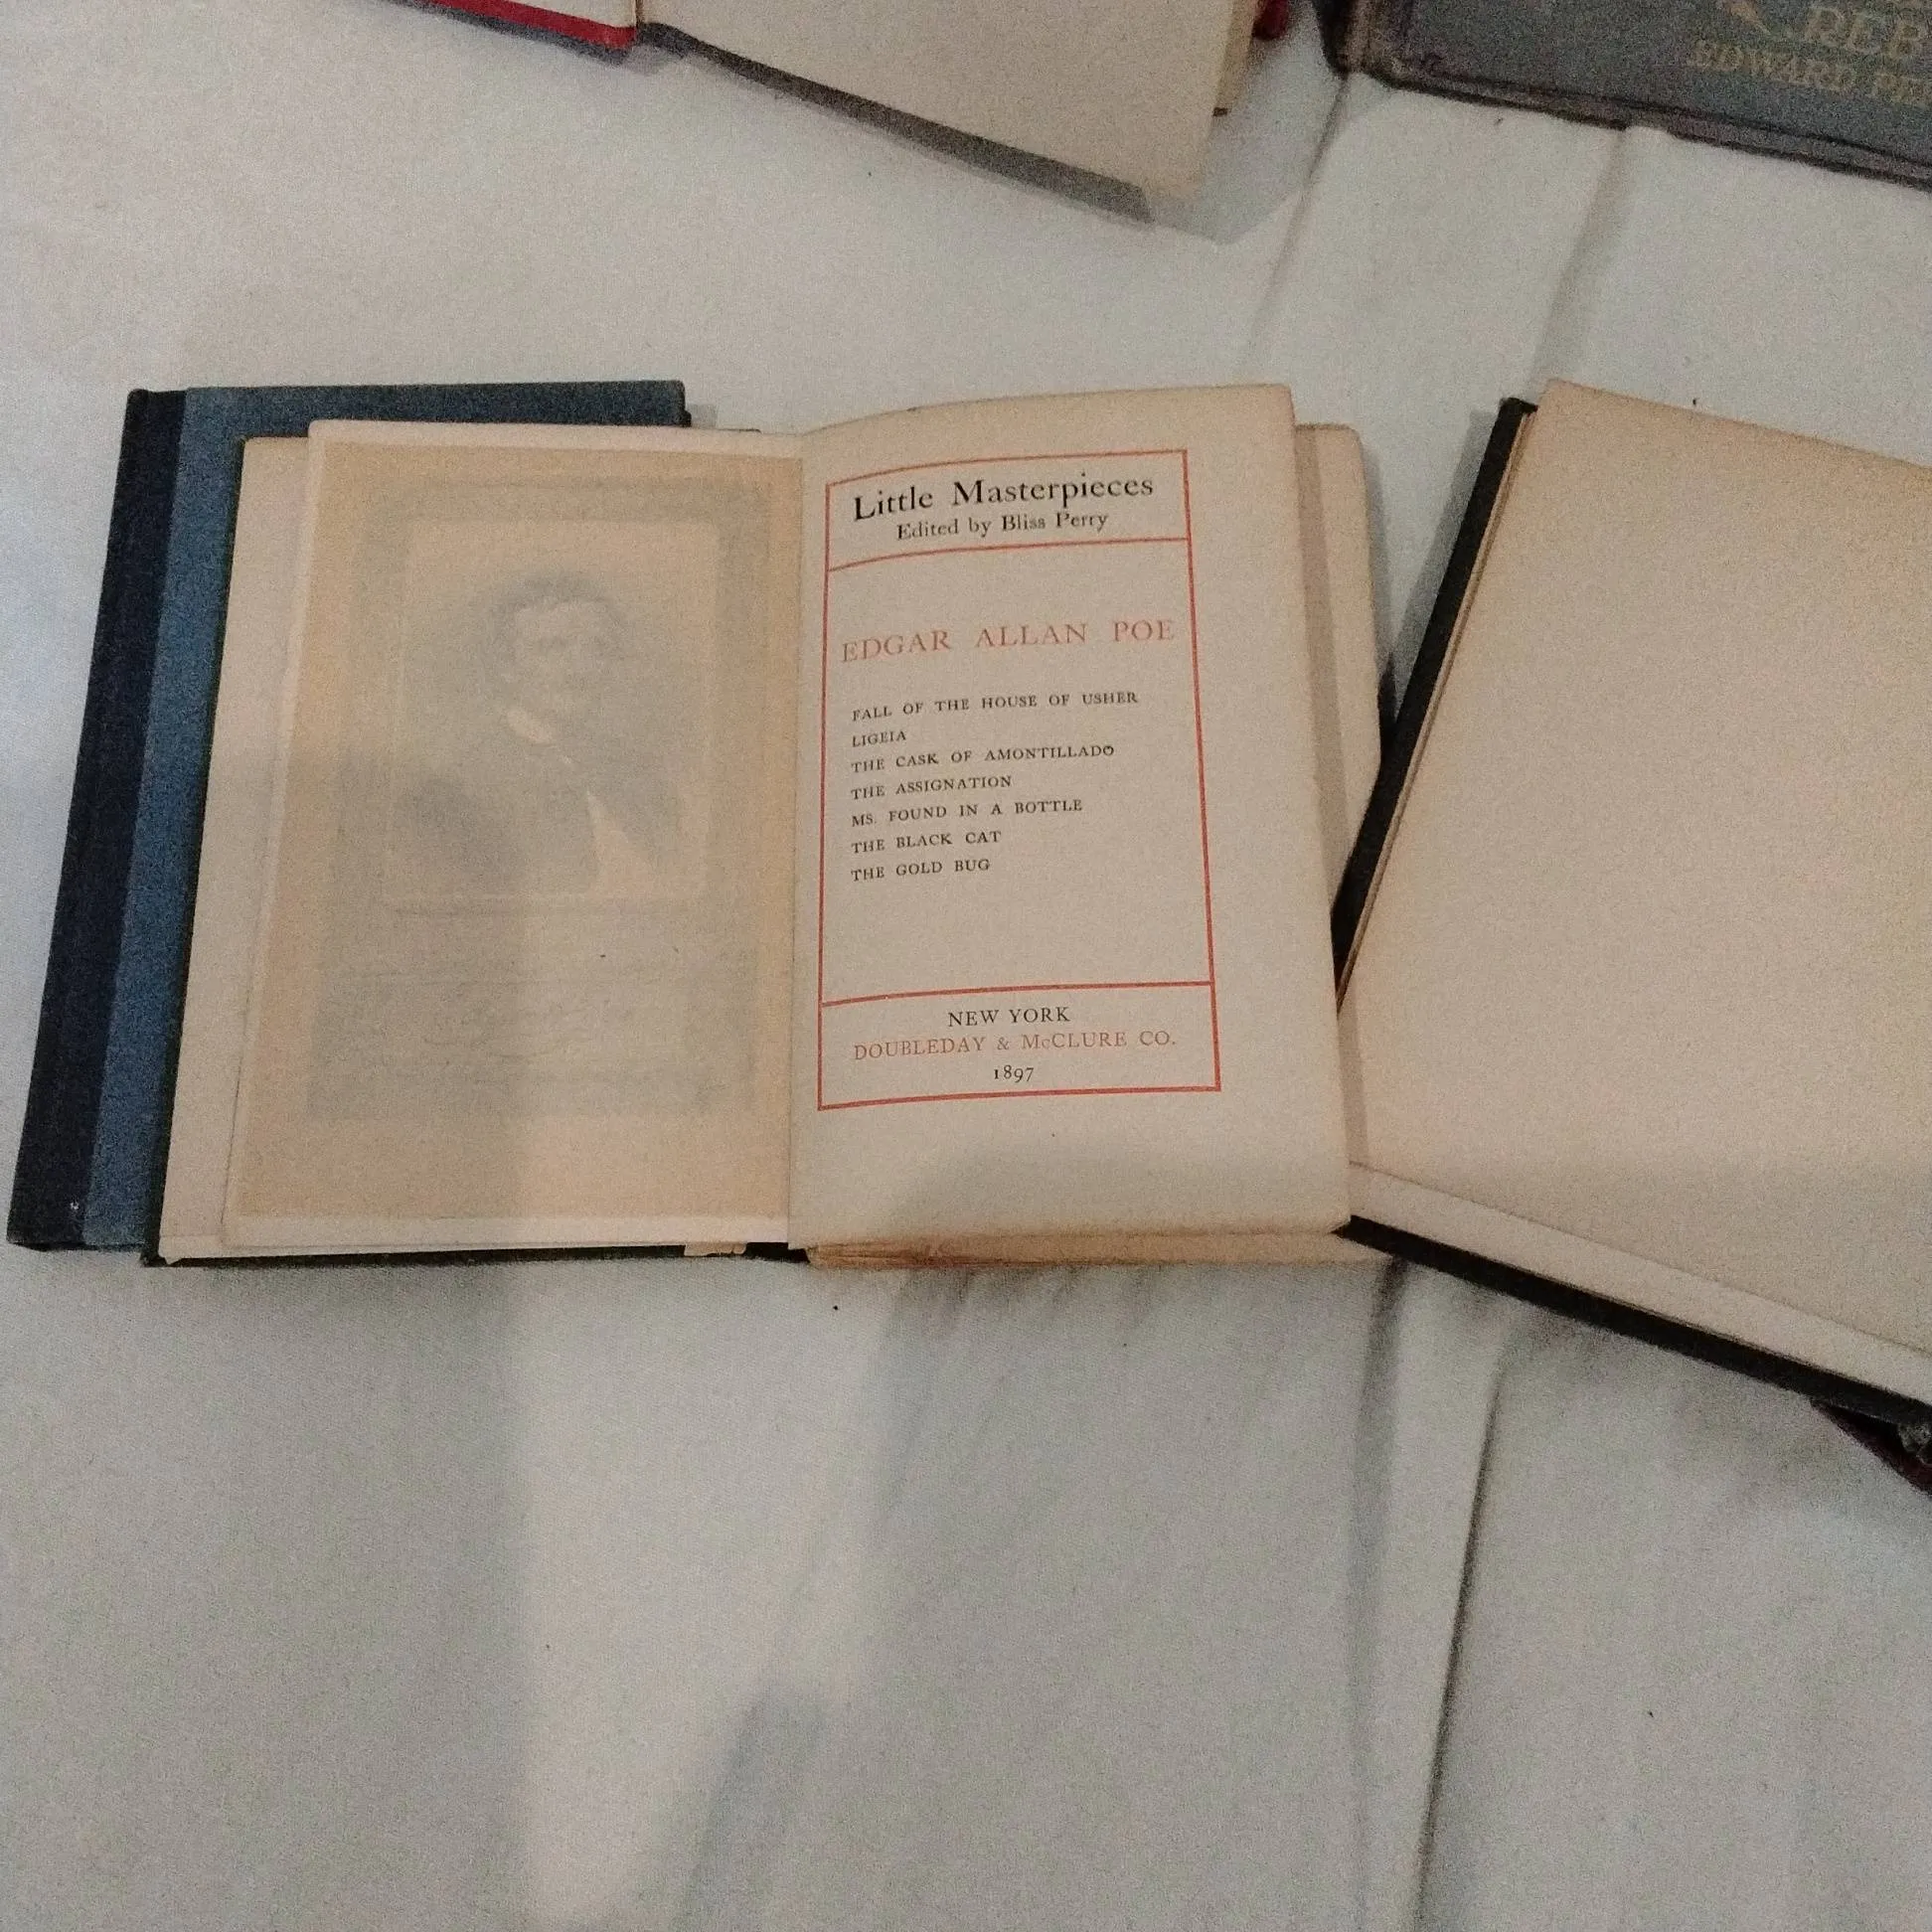 Little Masterpieces
Edited by Bliss Perry
EDGAR ALLAN POE
FALL OF THE HOUSE OF USHER
LIGEIA
THE CASK OF AMONTILLADO
THE ASSIGNATION
MS. FOUND IN A BOTTLE
THE BLACK CAT
THE GOLD BUG
NEW YORK
DOUBLEDAY & McCLURE CO.
1897
EDWARD